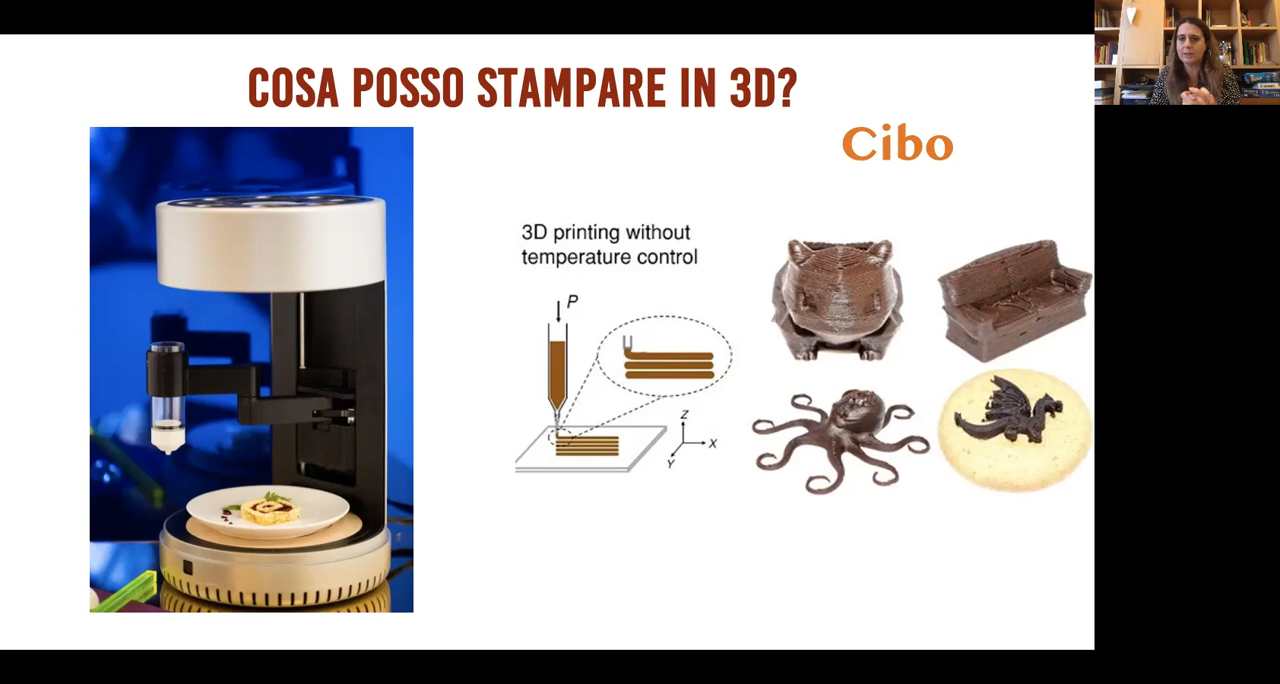 COSA POSSO STAMPARE IN 3D?
Cibo
3D printing without
temperature control
P
Z
X
Y